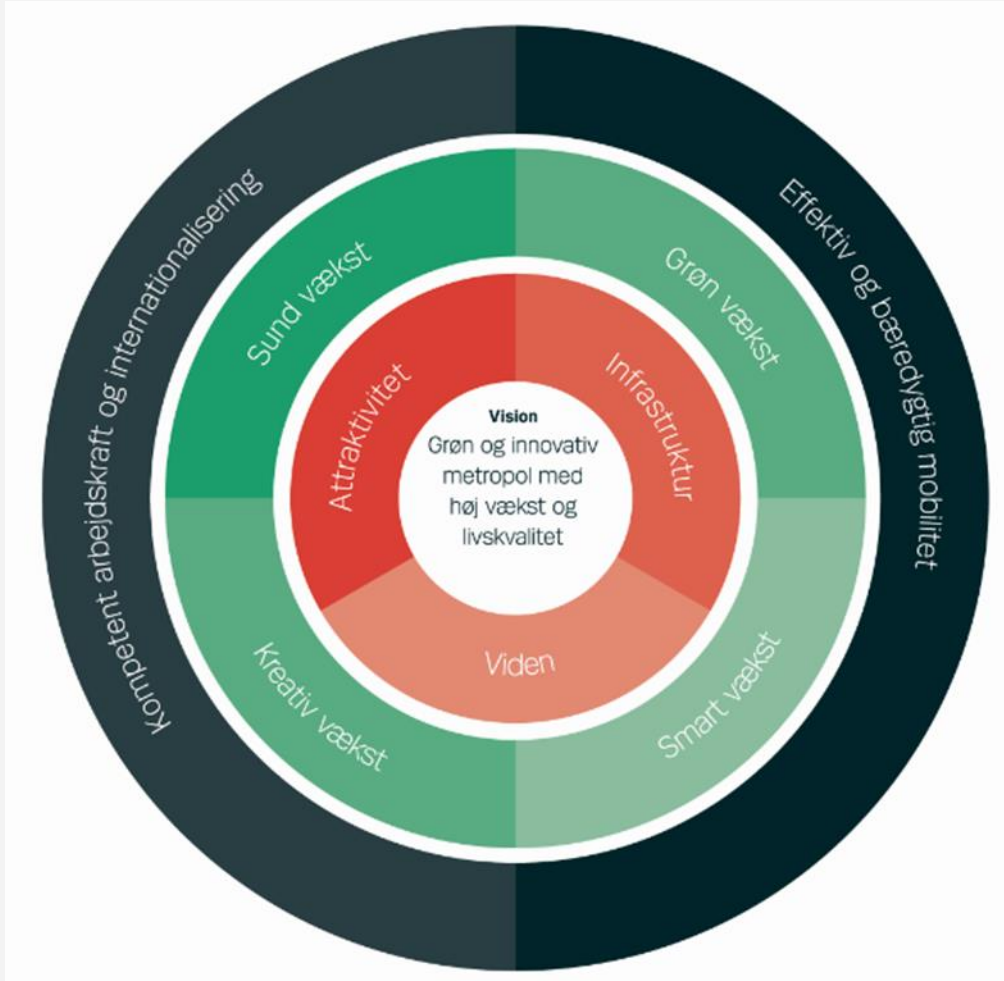 Vision
Grøn og innovativ
metropol med
høj vækst og
livskvalitet
Attraktivitet
Infrastruktur
Viden
Sund vækst
Grøn vækst
Kreativ vækst
Smart vækst
Kompetent arbejdskraft og internationalisering
Effektiv og bæredygtig mobilitet